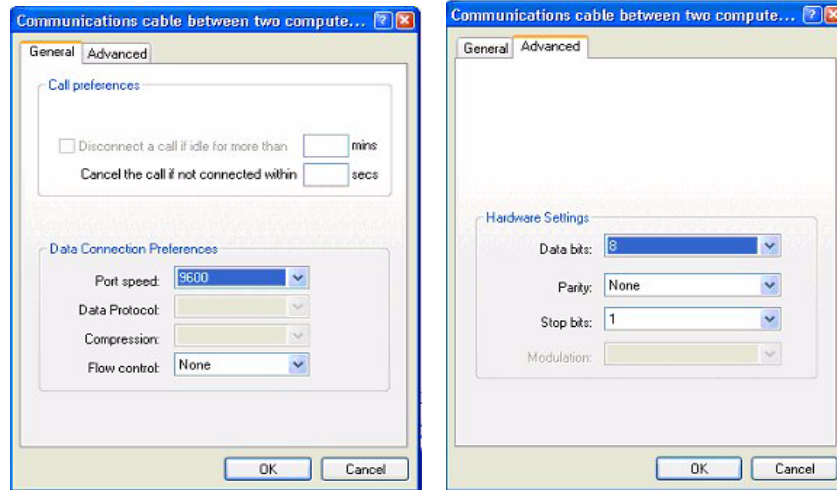 Communications cable between two compute...
General
Advanced
Call preferences
Disconnect a call if idle for more than mins
Cancel the call if not connected within secs
Data Connection Preferences
Port speed: 9600
Data Protocol:
Compression:
Flow control: None
OK
Cancel
Communications cable between two compute...
General
Advanced
Hardware Settings
Data bits: 8
Parity: None
Stop bits: 1
Modulation:
OK
Cancel